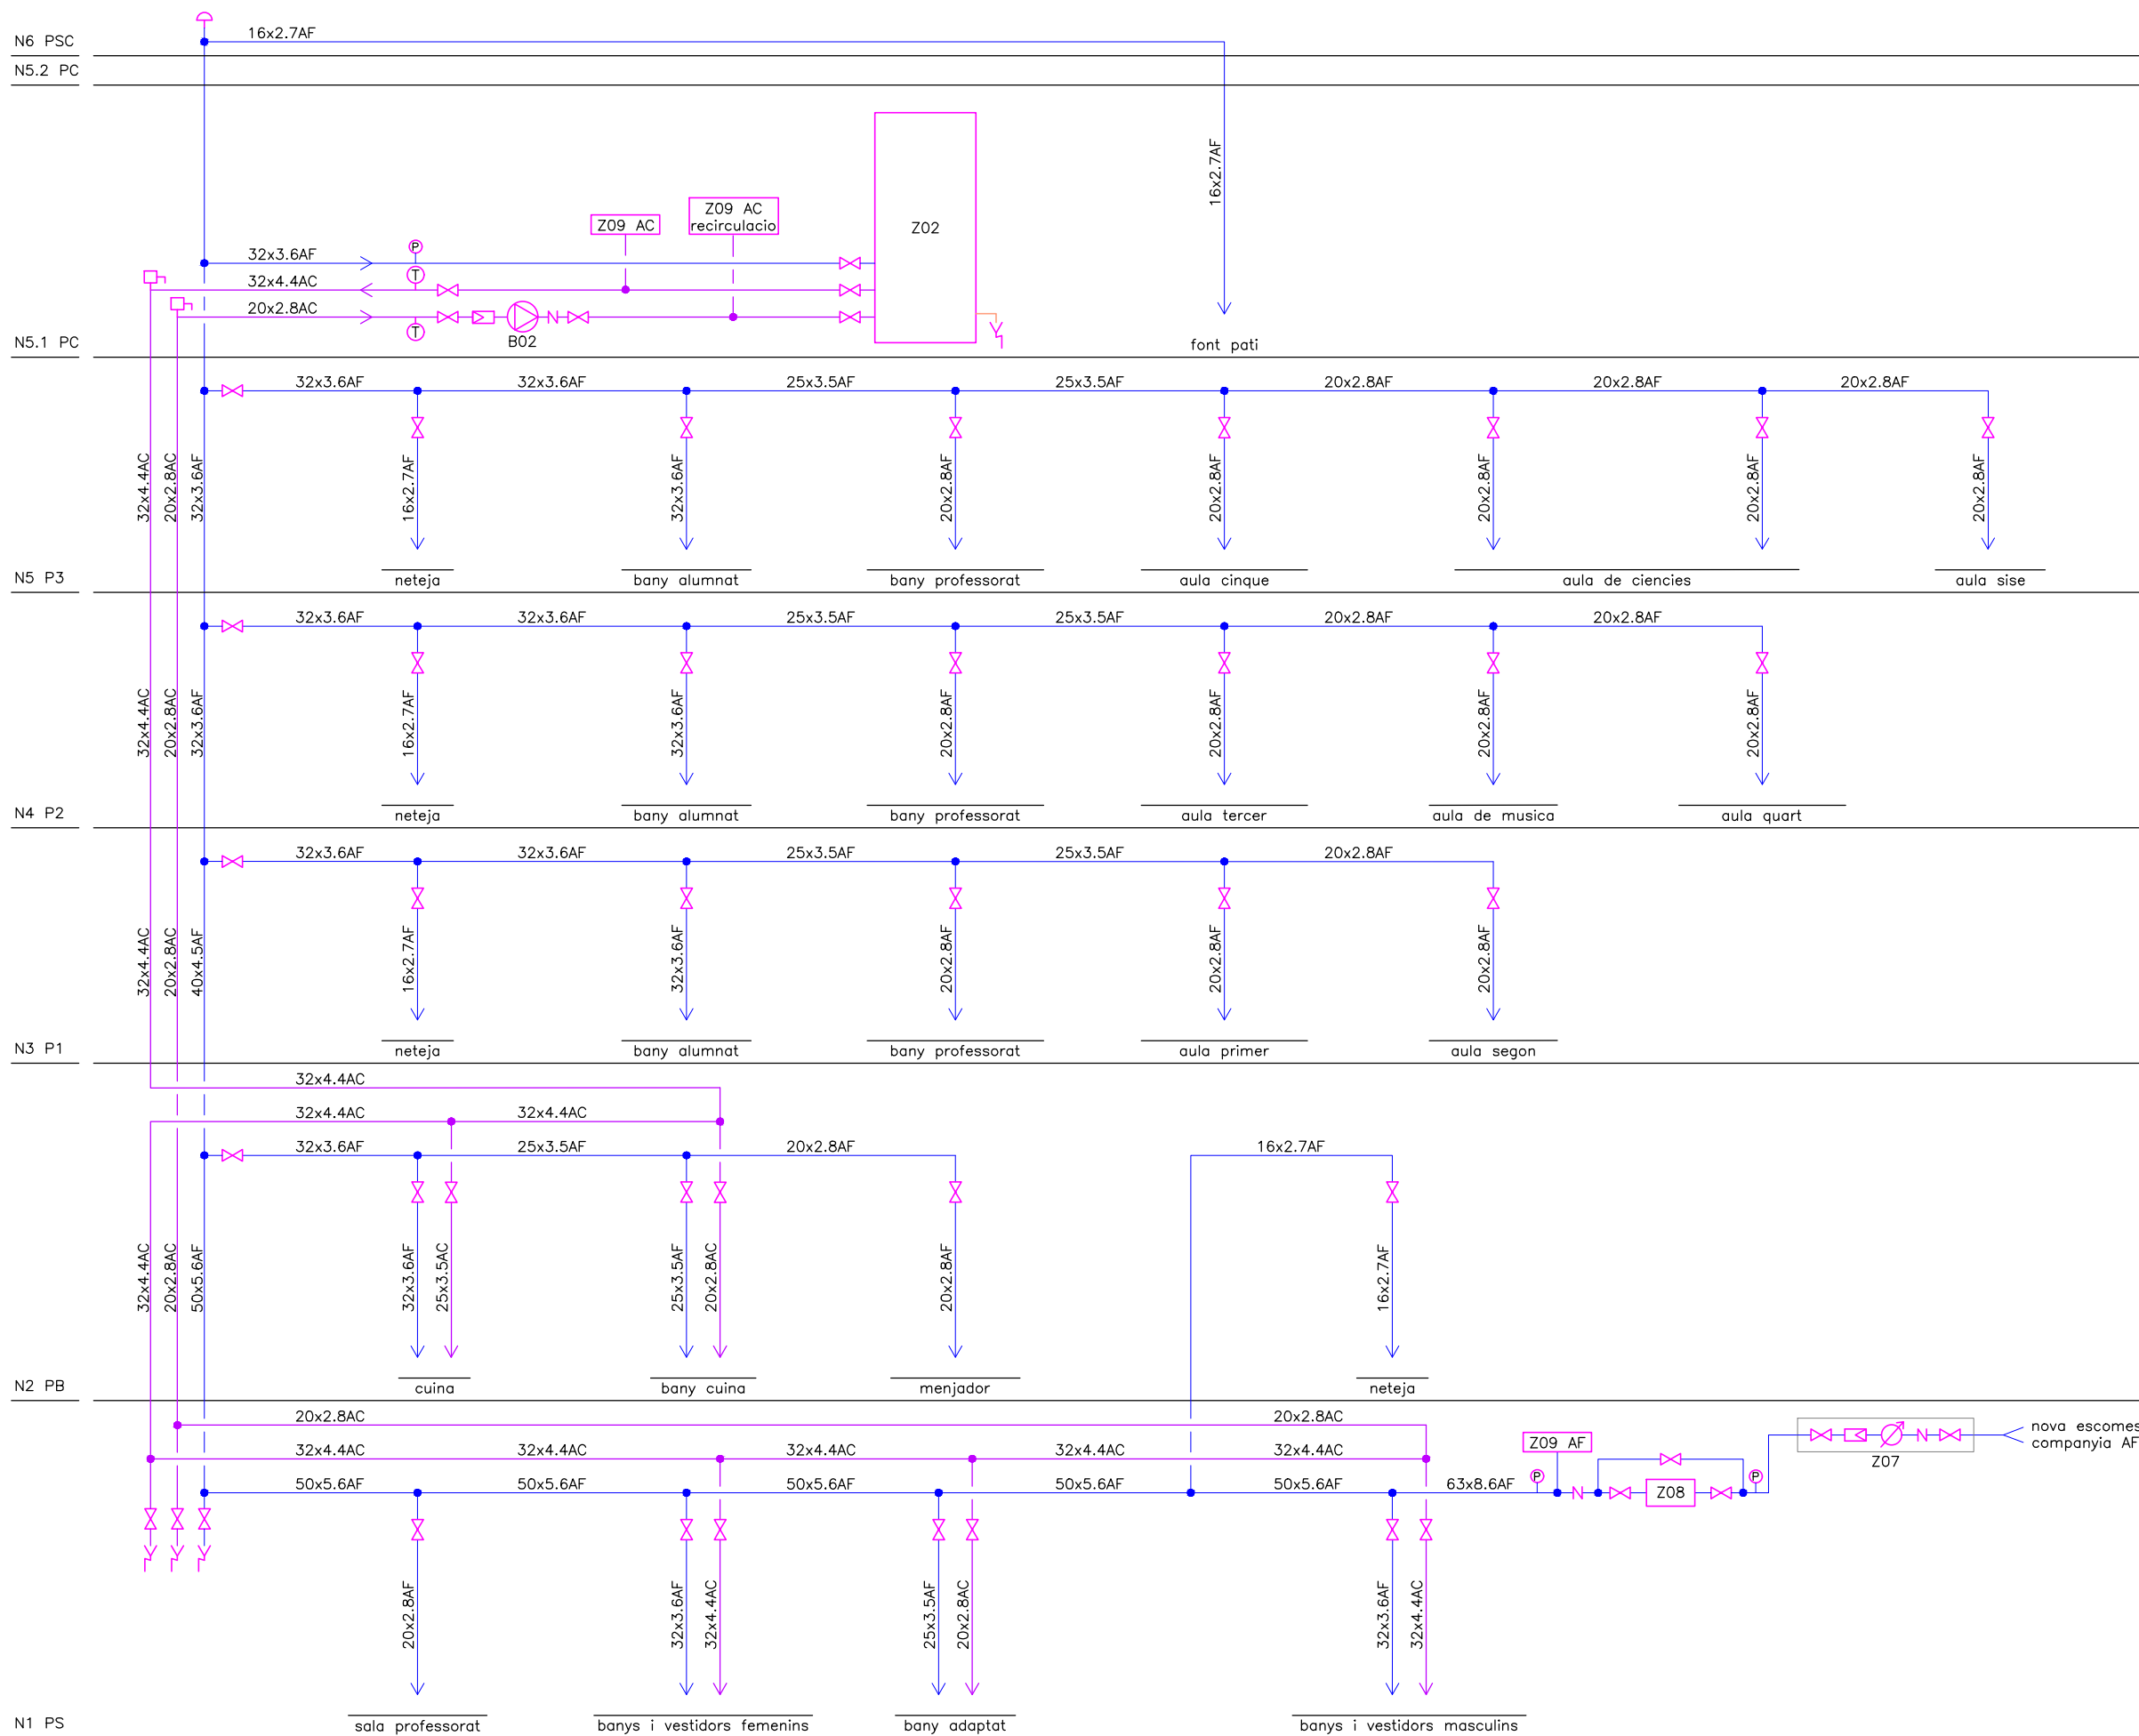 N6 PSC
16x2.7AF
N5.2 PC
16x2.7AF
Z09 AC
Z09 AC
recirculacio
Z02
32x3.6AF
P
32x4.4AC
T
20x2.8AC
T
B02
N5.1 PC
font pati
32x3.6AF
32x3.6AF
25x3.5AF
25x3.5AF
20x2.8AF
20x2.8AF
20x2.8AF
32x4.4AC
20x2.8AC
32x3.6AF
16x2.7AF
32x3.6AF
20x2.8AF
20x2.8AF
20x2.8AF
20x2.8AF
20x2.8AF
N5 P3
neteja
bany alumnat
bany professorat
aula cinque
aula de ciencies
aula sise
32x3.6AF
32x3.6AF
25x3.5AF
25x3.5AF
20x2.8AF
20x2.8AF
32x4.4AC
20x2.8AC
32x3.6AF
16x2.7AF
32x3.6AF
20x2.8AF
20x2.8AF
20x2.8AF
20x2.8AF
N4 P2
neteja
bany alumnat
bany professorat
aula tercer
aula de musica
aula quart
32x3.6AF
32x3.6AF
25x3.5AF
25x3.5AF
20x2.8AF
32x4.4AC
20x2.8AC
40x4.5AF
16x2.7AF
32x3.6AF
20x2.8AF
20x2.8AF
20x2.8AF
N3 P1
neteja
bany alumnat
bany professorat
aula primer
aula segon
32x4.4AC
32x4.4AC
32x4.4AC
32x3.6AF
25x3.5AF
20x2.8AF
16x2.7AF
32x4.4AC
20x2.8AC
50x5.6AF
32x3.6AF
25x3.5AC
25x3.5AF
20x2.8AC
20x2.8AF
16x2.7AF
N2 PB
cuina
bany cuina
menjador
neteja
20x2.8AC
20x2.8AC
nova escomes
companyia AF
Z07
32x4.4AC
32x4.4AC
32x4.4AC
32x4.4AC
32x4.4AC
Z09 AF
P
P
50x5.6AF
50x5.6AF
50x5.6AF
50x5.6AF
50x5.6AF
63x8.6AF
Z08
20x2.8AF
32x3.6AF
32x4.4AC
25x3.5AF
20x2.8AC
32x3.6AF
32x4.4AC
N1 PS
sala professorat
banys i vestidors femenins
bany adaptat
banys i vestidors masculins